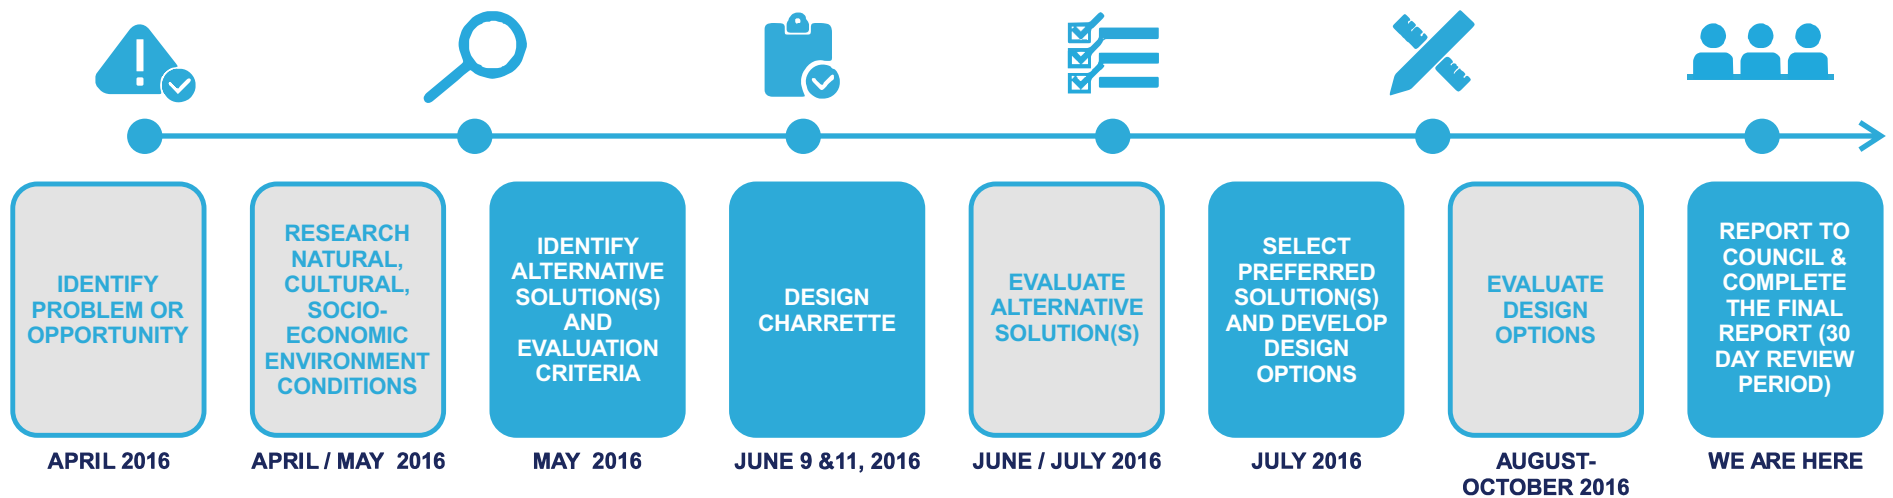 IDENTIFY
PROBLEM OR
OPPORTUNITY
APRIL 2016
RESEARCH
NATURAL,
CULTURAL,
SOCIO-
ECONOMIC
ENVIRONMENT
CONDITIONS
APRIL / MAY 2016
IDENTIFY
ALTERNATIVE
SOLUTION(S)
AND
EVALUATION
CRITERIA
MAY 2016
DESIGN
CHARRETTE
JUNE 9 &11, 2016
EVALUATE
ALTERNATIVE
SOLUTION(S)
JUNE / JULY 2016
SELECT
PREFERRED
SOLUTION(S)
AND DEVELOP
DESIGN
OPTIONS
JULY 2016
EVALUATE
DESIGN
OPTIONS
AUGUST-
OCTOBER 2016
REPORT TO
COUNCIL &
COMPLETE
THE FINAL
REPORT (30
DAY REVIEW
PERIOD)
WE ARE HERE